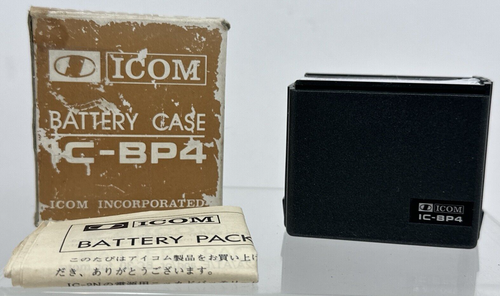 ICOM
BATTERY CASE
IC-BP4
ICOM INCORPORATED
ICOM
BATTERY PACK
このたびはアイコム製品をお買い上げ
だき、ありがとうございます。
ICOM
IC-BP4